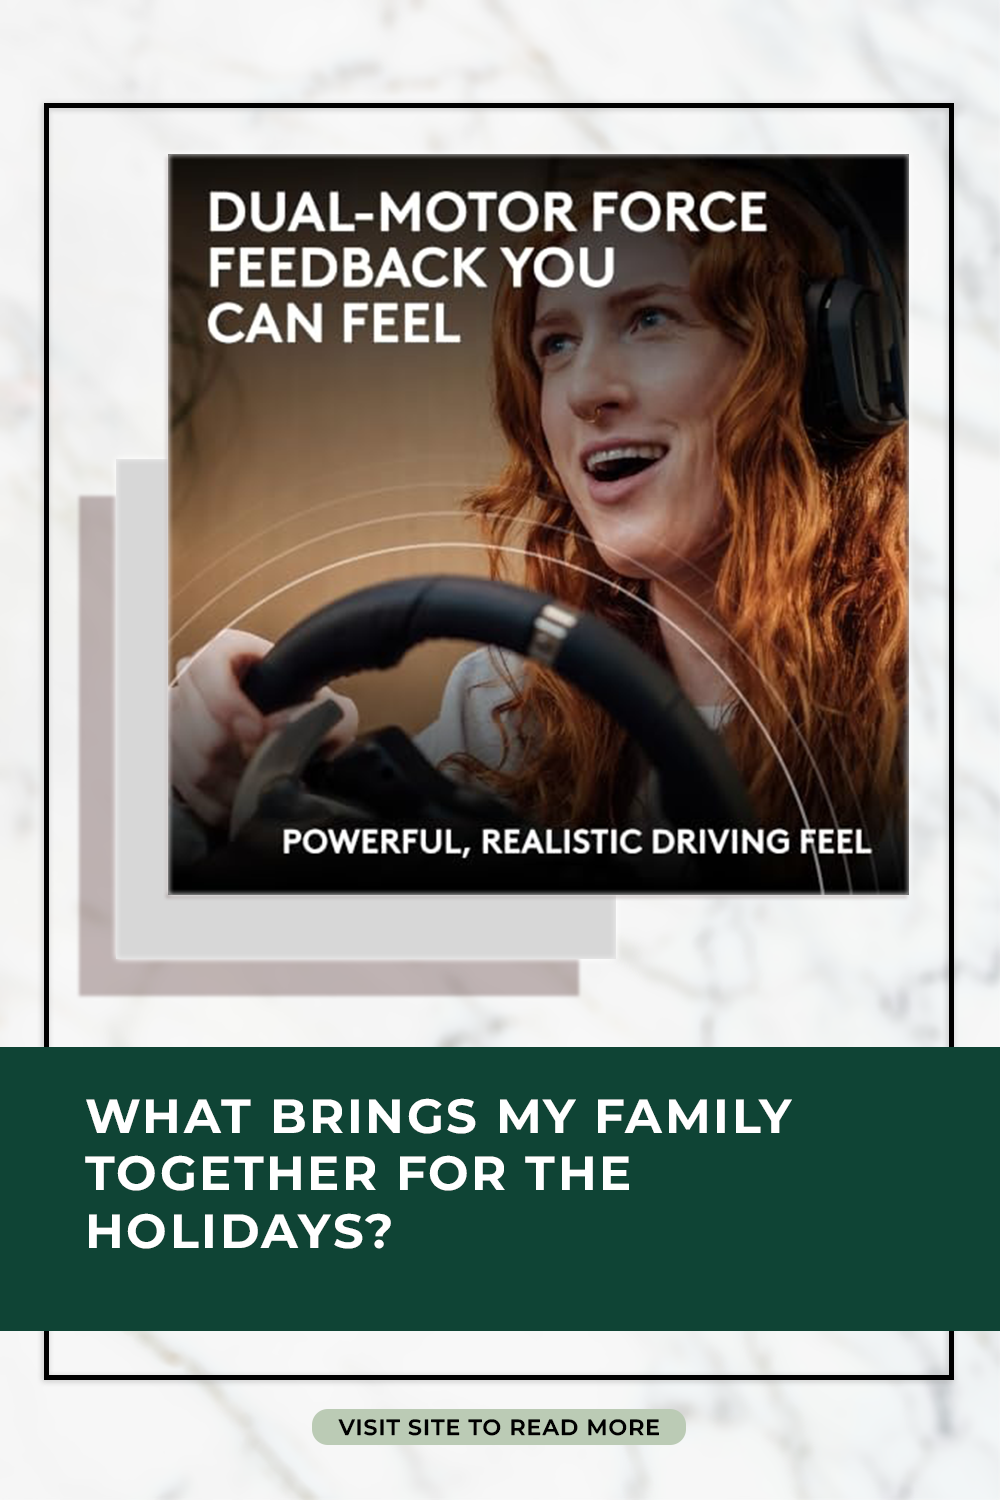 DUAL-MOTOR FORCE
FEEDBACK YOU
CAN FEEL
POWERFUL, REALISTIC DRIVING FEEL
WHAT BRINGS MY FAMILY
TOGETHER FOR THE
HOLIDAYS?
VISIT SITE TO READ MORE